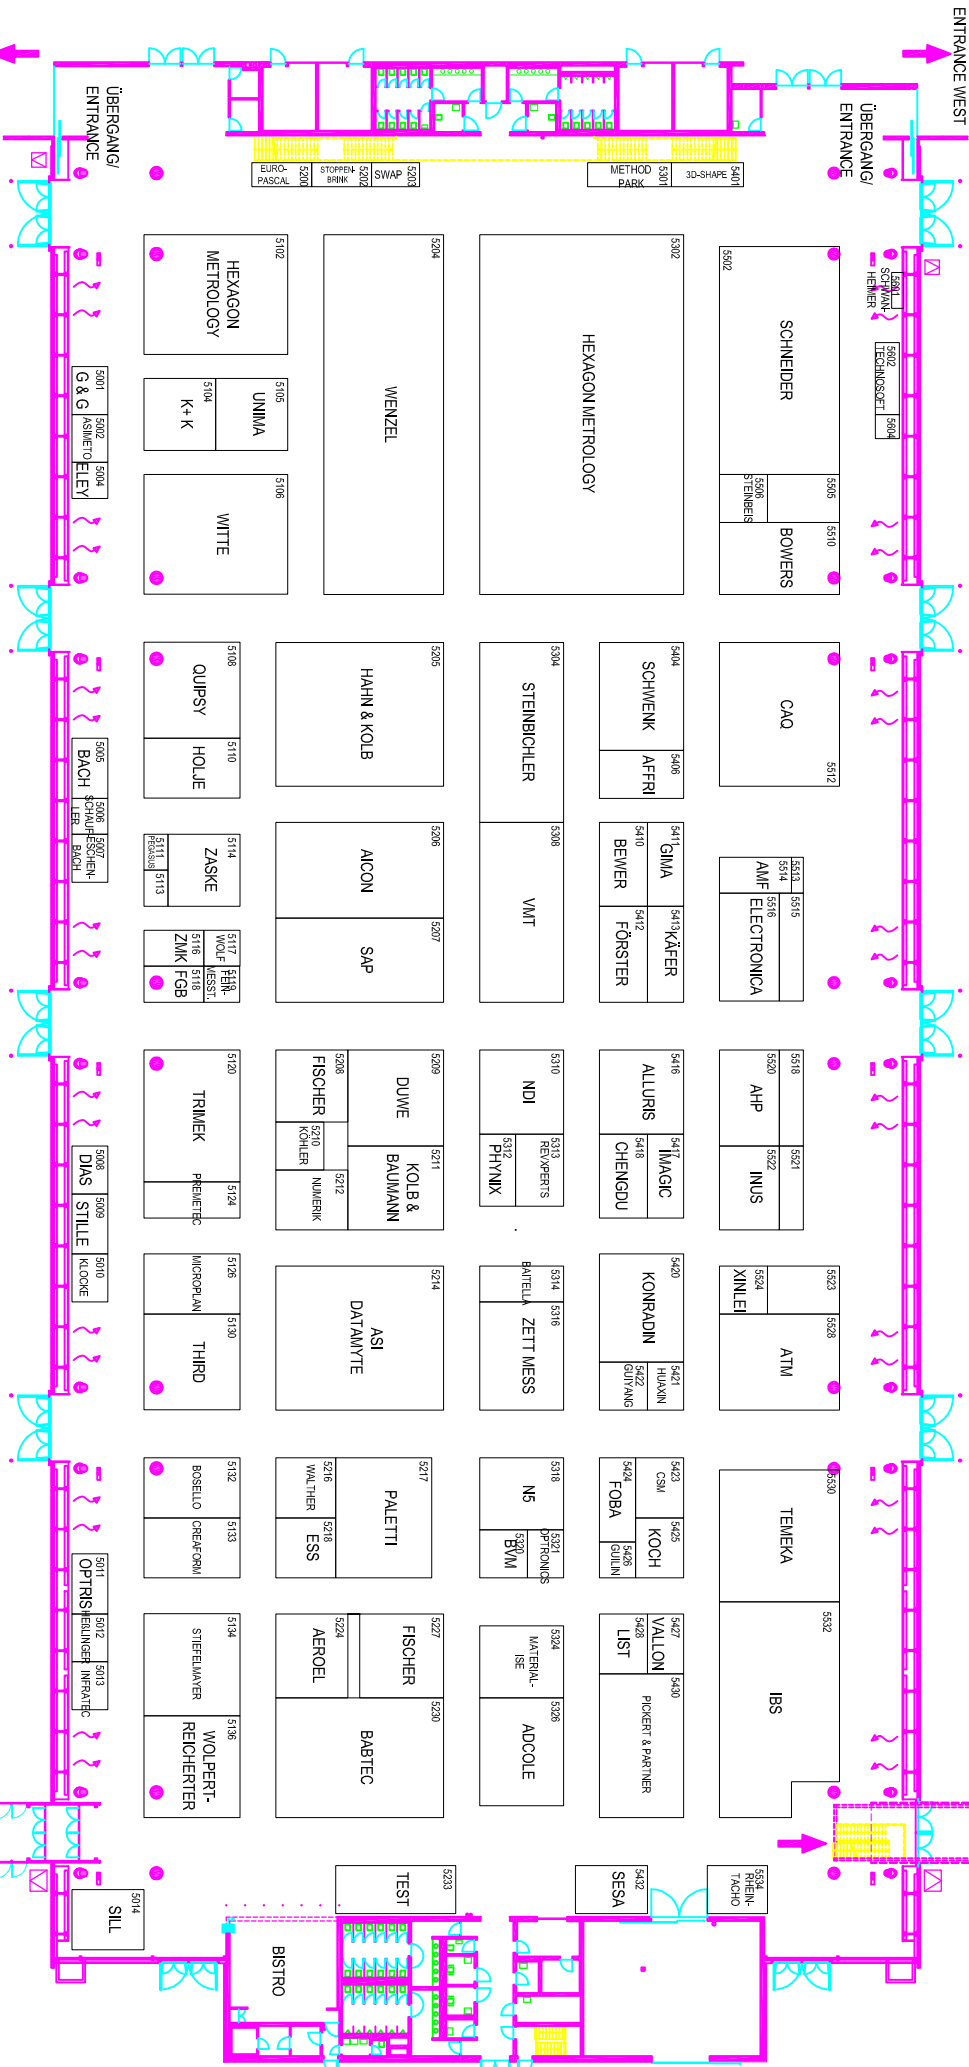 ENTRANCE WEST
ÜBERGANG/
ENTRANCE
ÜBERGANG/
ENTRANCE
5200
EURO-
PASCAL
5202
STOPPEN-
BRINK
5203
SWAP
5301
METHOD
PARK
5401
3D-SHAPE
5102
HEXAGON
METROLOGY
5204
WENZEL
5302
HEXAGON METROLOGY
5502
SCHNEIDER
5601
SCHWAN-
HEIMER
5602
TECHNOSOFT
5604
5001
G & G
5002
ASIMETO
5004
ELEY
5104
K+ K
5105
UNIMA
5106
WITTE
5505
5506
STEINBEIS
5510
BOWERS
5108
QUIPSY
5110
HOLJE
5205
HAHN & KOLB
5304
STEINBICHLER
5404
SCHWENK
5406
AFFRI
CAQ
5512
5005
BACH
5006
SCHAUF-
LER
5007
ESCHEN-
BACH
5111
PEGASUS
5113
5114
ZASKE
5206
AICON
5207
SAP
5308
VMT
5410
BEWER
5411
GIMA
5412
FÖRSTER
5413
KÄFER
5513
5514
AMF
5515
5516
ELECTRONICA
5116
ZMK
5117
WOLF
5118
FGB
5119
FEIN-
MESST.
5120
TRIMEK
5124
PREMETEC
5208
FISCHER
5209
DUWE
5210
KÖHLER
5211
KOLB &
BAUMANN
5212
NUMERIK
5310
NDI
5312
PHYNIX
5313
REVXPERTS
5416
ALLURIS
5417
IMAGIC
5418
CHENGDU
5518
5520
AHP
5521
5522
INUS
5008
DIAS
5009
STILLE
5010
KLOCKE
5126
MICROPLAN
5130
THIRD
5214
ASI
DATAMYTE
5314
BAITELLA
5316
ZETT MESS
5420
KONRADIN
5421
HUAXIN
5422
GUIYANG
5523
5524
XINLEI
5528
ATM
5132
BOSELLO
5133
CREAFORM
5216
WALTHER
5217
PALETTI
5218
ESS
5318
N5
5320
BVM
5321
OPTRONICS
5423
CSM
5424
FOBA
5425
KOCH
5426
GUILIN
5530
TEMEKA
5532
IBS
5011
OPTRIS
5012
HEßLINGER
5013
INFRATEC
5134
STIEFELMAYER
5136
WOLPERT-
REICHERTER
5224
AEROEL
5227
FISCHER
5230
BABTEC
5324
MATERIAL-
ISE
5326
ADCOLE
5427
VALLON
5428
LIST
5430
PICKERT & PARTNER
5014
SILL
5233
TEST
5432
SESA
5534
RHEIN-
TACHO
BISTRO